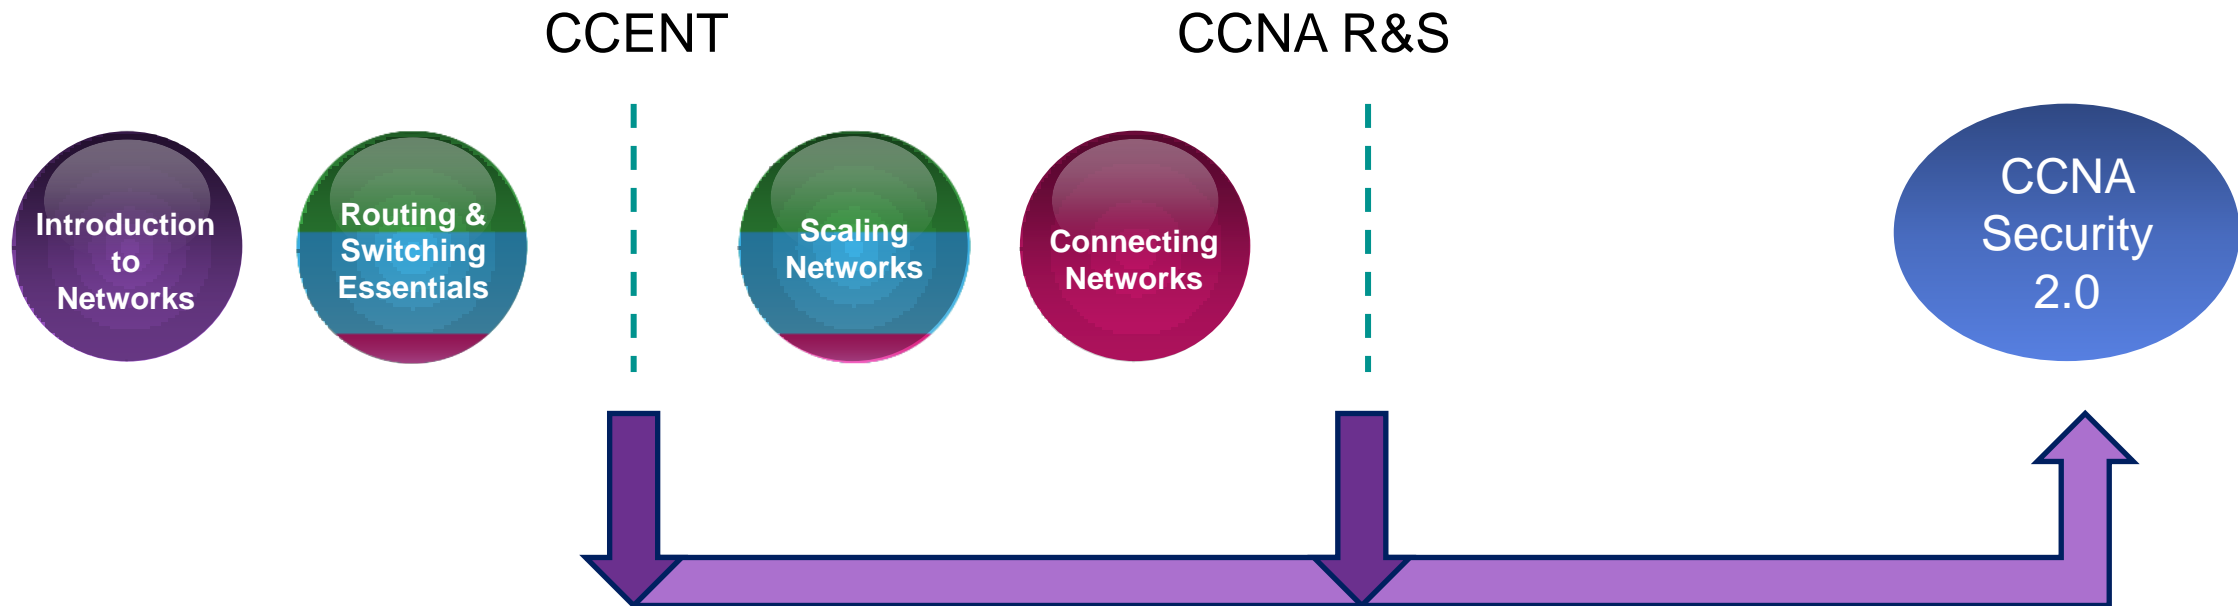 CCENT
CCNA R&S
Introduction
to
Networks
Routing &
Switching
Essentials
Scaling
Networks
Connecting
Networks
CCNA
Security
2.0